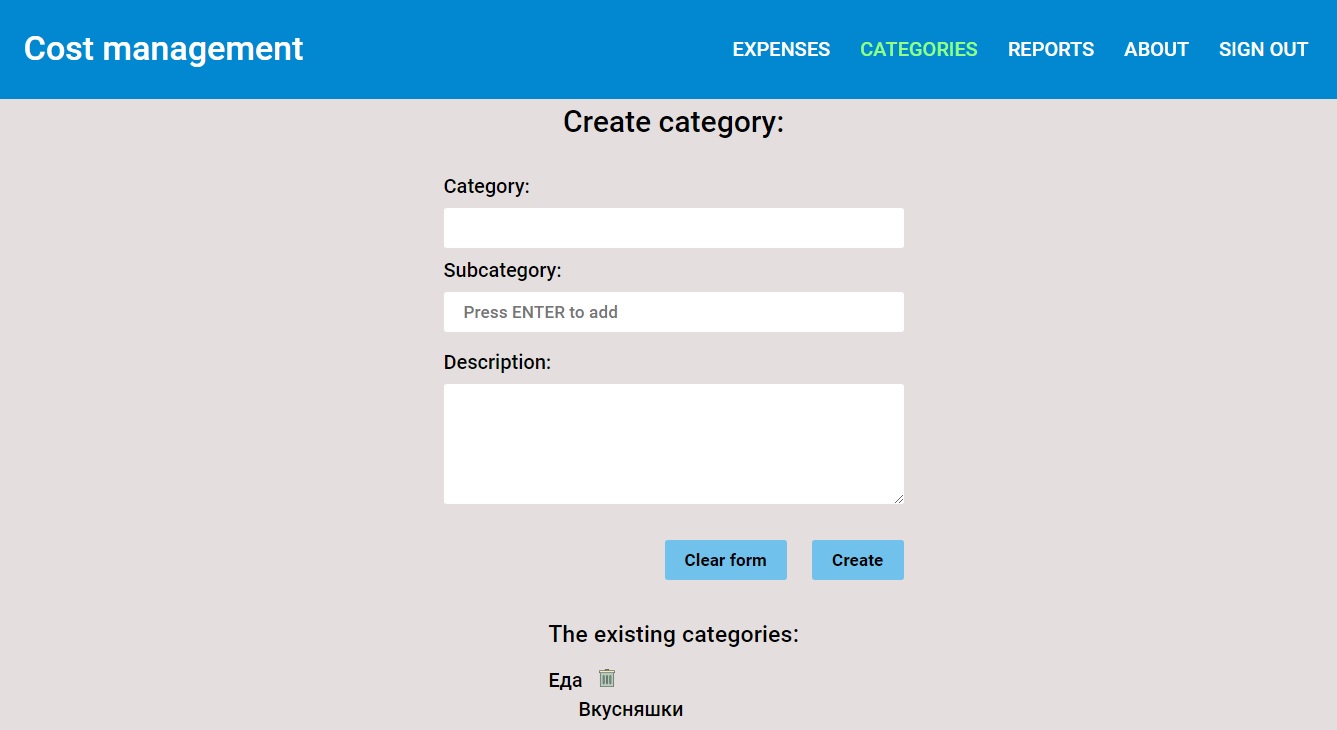 Cost management
EXPENSES CATEGORIES REPORTS ABOUT SIGN OUT
Create category:
Category:
Subcategory:
Press ENTER to add
Description:
Clear form Create
The existing categories:
Еда
Вкусняшки